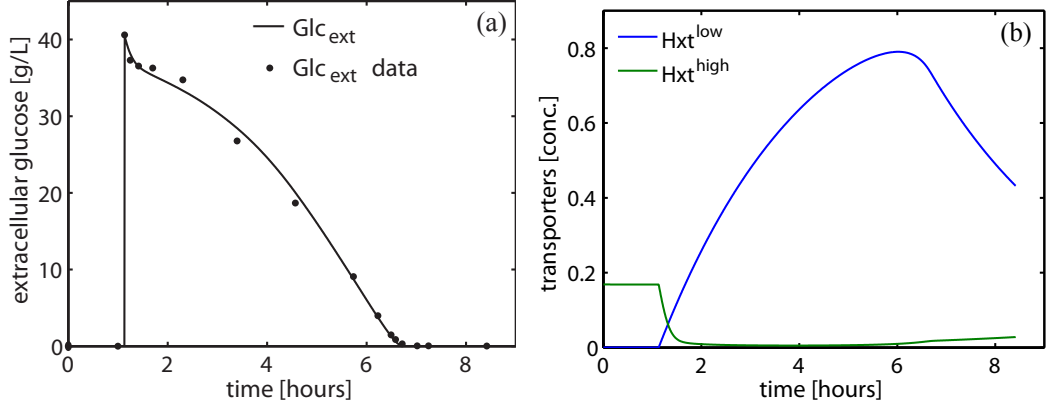 (a)
Glc ext
Glc ext data
extracellular glucose [g/L]
40
30
20
10
0
0 2 4 6 8
time [hours]
(b)
Hxt low
Hxt high
transporters [conc.]
0.8
0.6
0.4
0.2
0
0 2 4 6 8
time [hours]